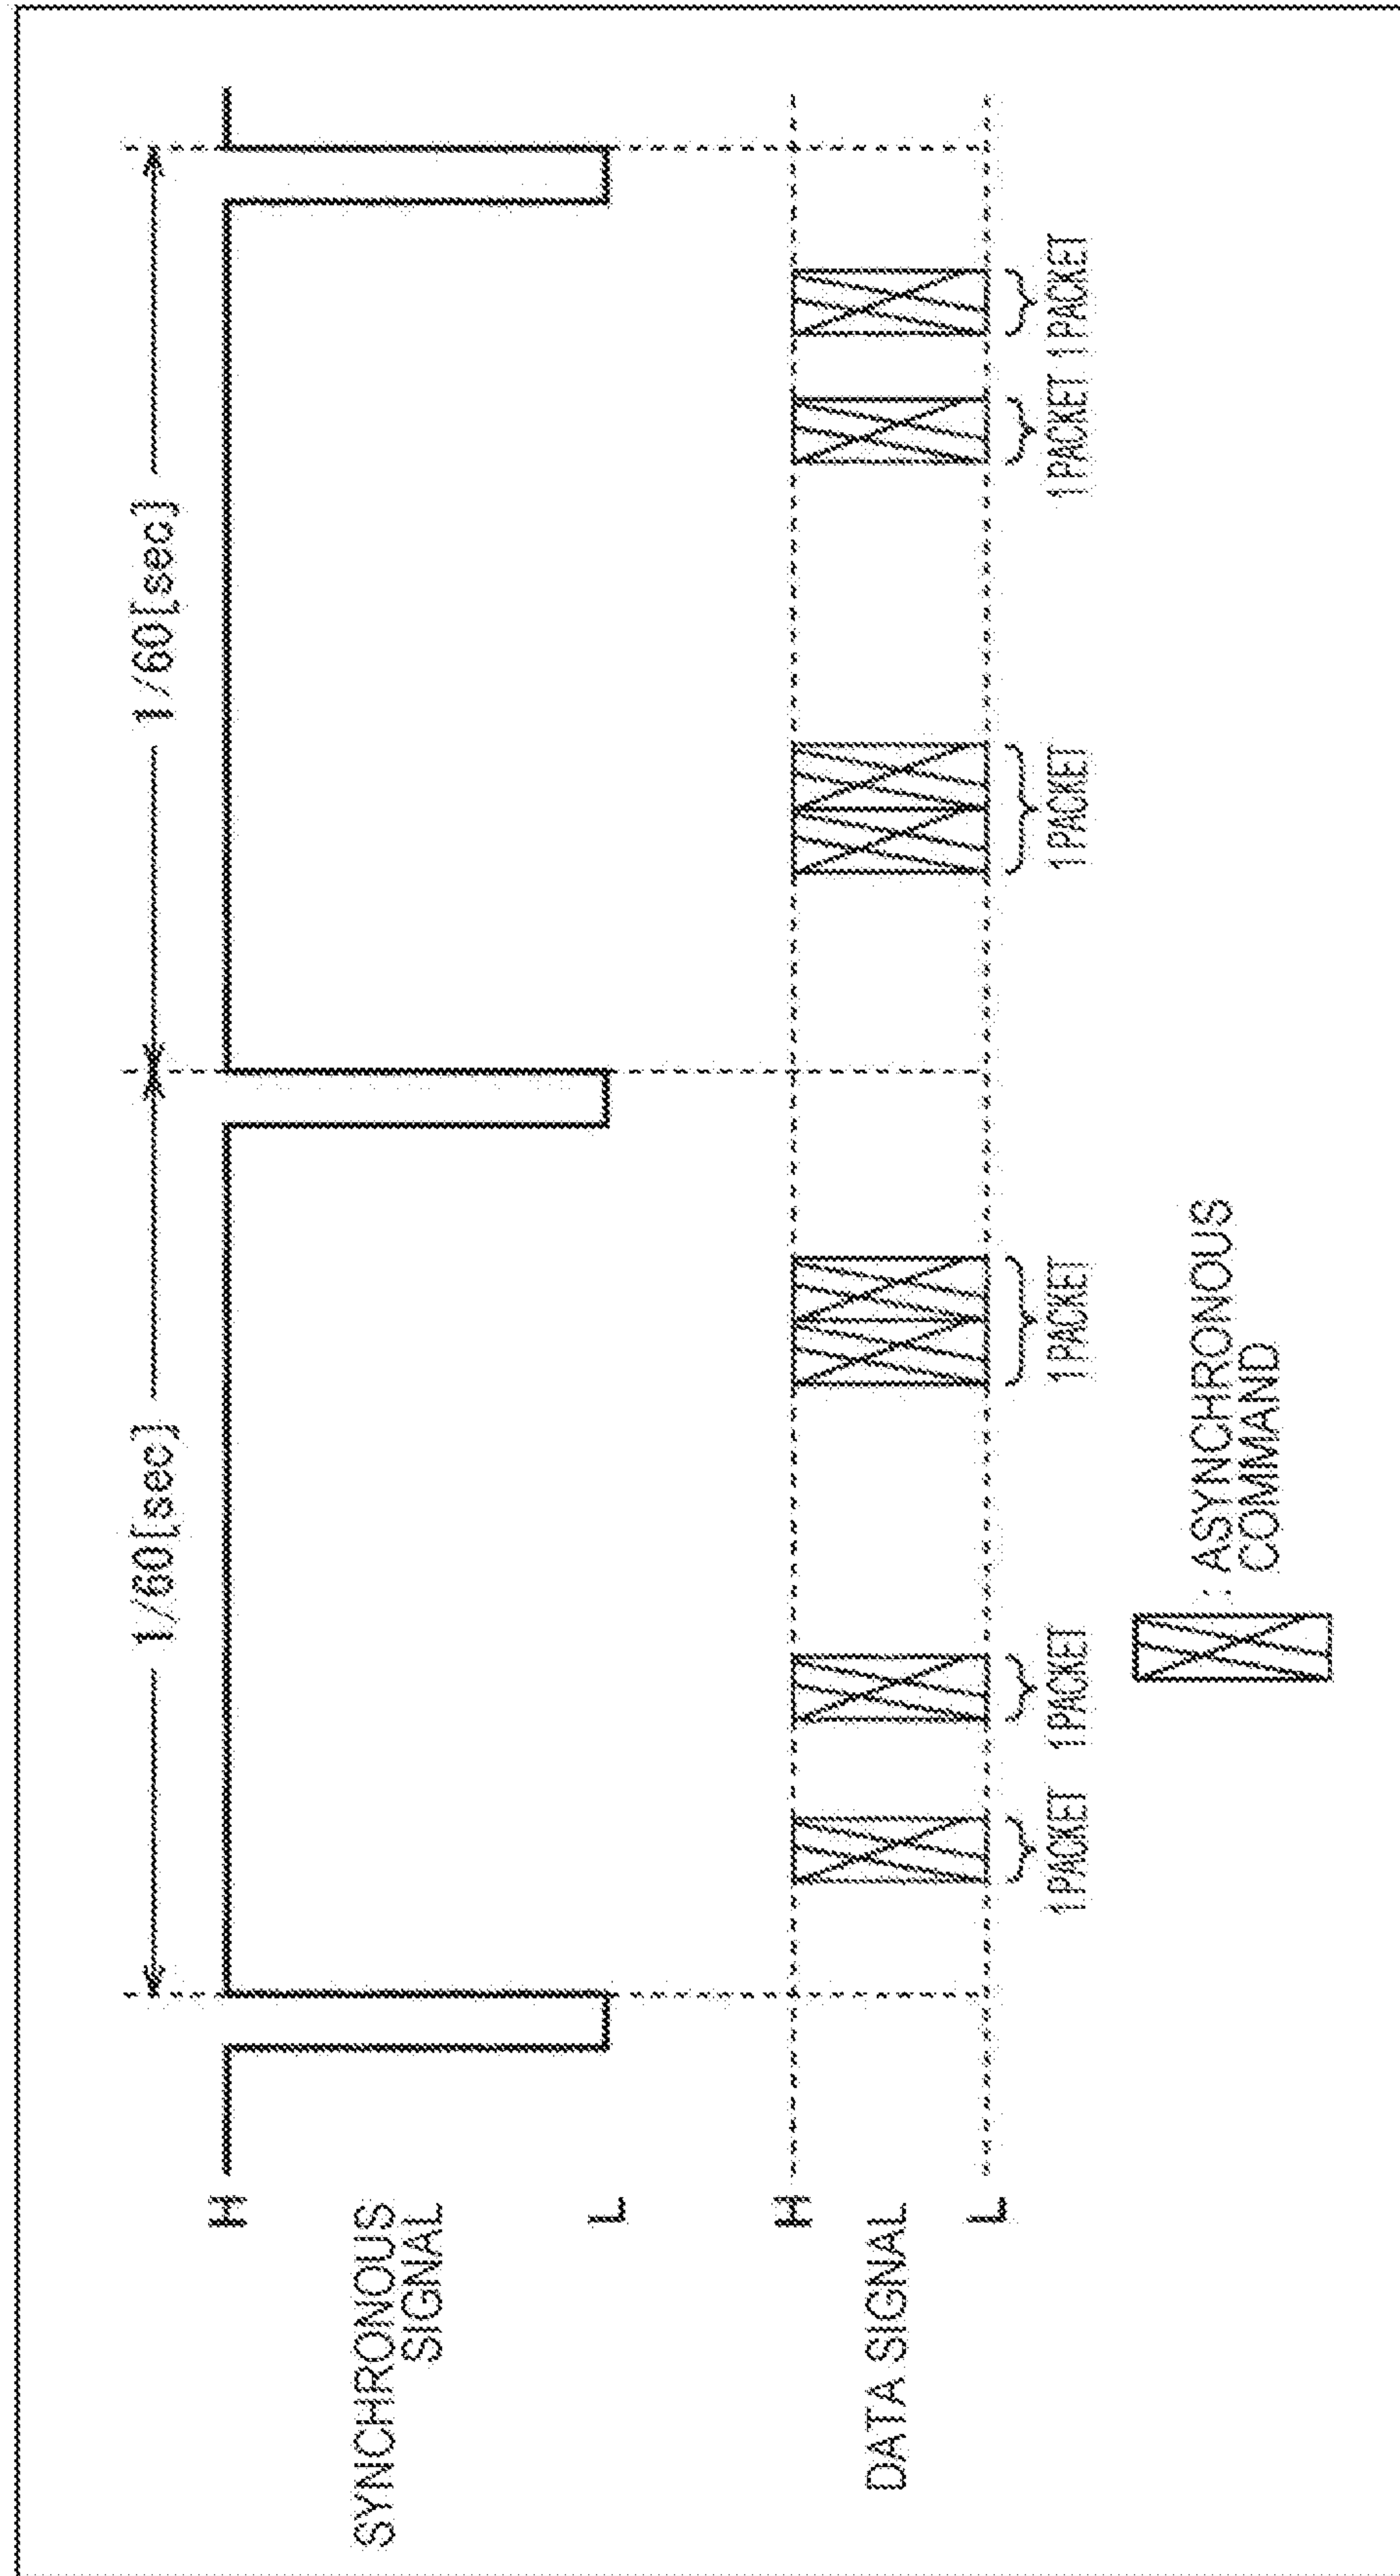 1/60[sec] 1/60[sec]
H
SYNCHRONOUS
SIGNAL
L
H
DATA SIGNAL
L
1 PACKET 1 PACKET 1 PACKET 1 PACKET 1 PACKET 1 PACKET
: ASYNCHRONOUS
COMMAND